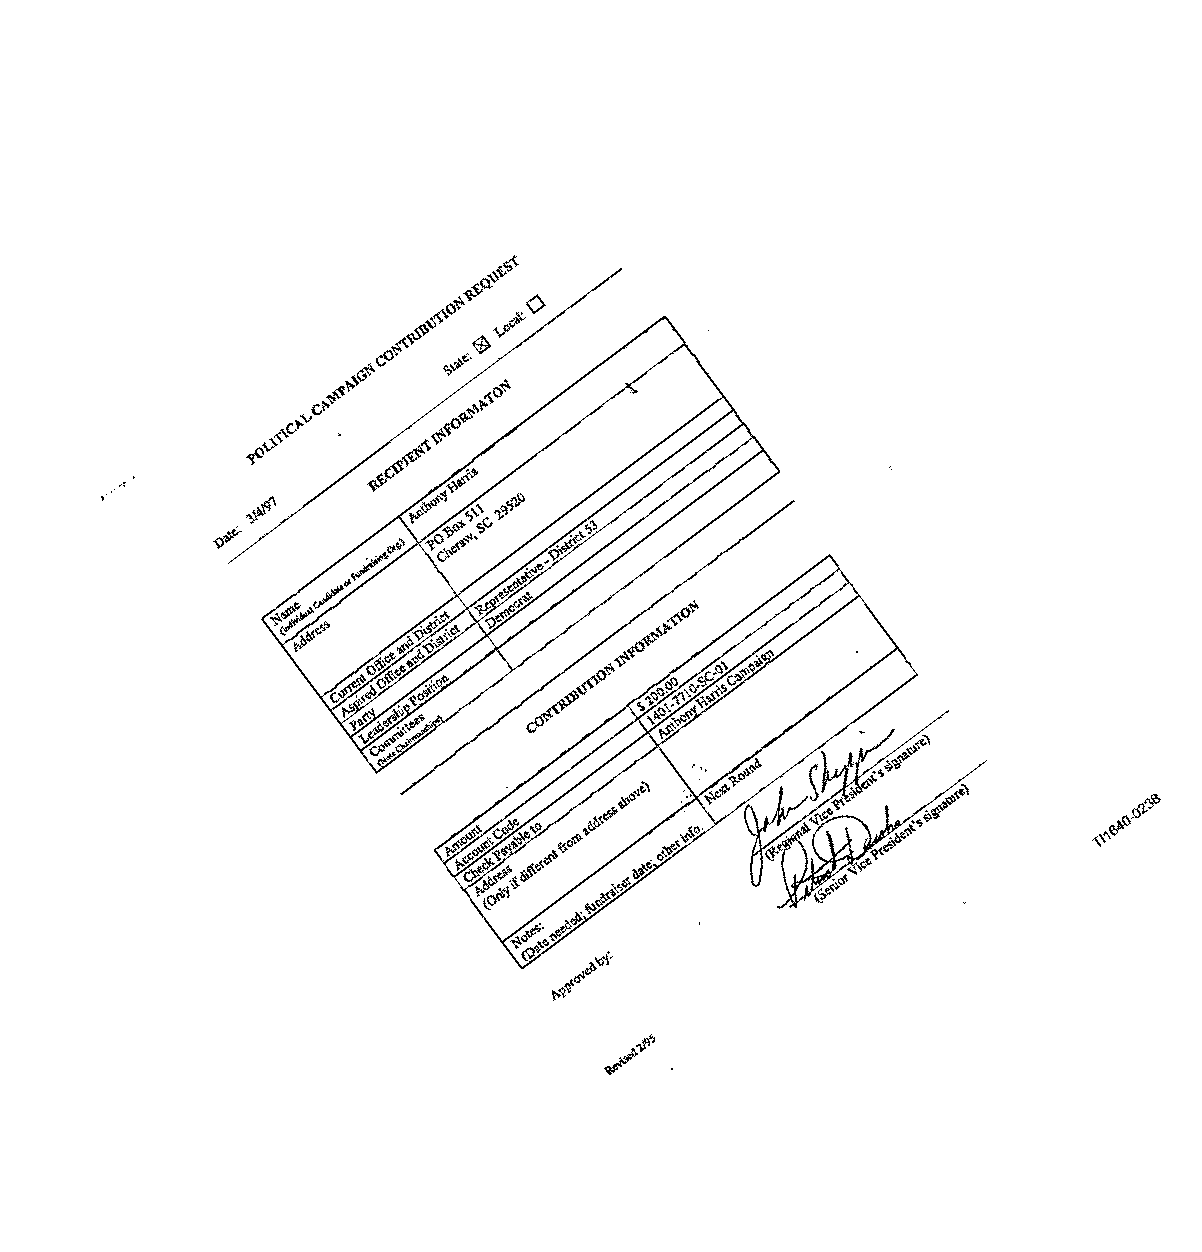 POLITICAL CAMPAIGN CONTRIBUTION REQUEST
State: ☒ Local: ☐
Date: 3/4/97
RECIPIENT INFORMATON
Name Anthony Harris
(Individual Candidate or Fundraising Org.)
Address PO Box 511
Cheraw, SC 29520
Current Office and District Representative - District 53
Aspired Office and District
Party Democrat
Leadership Position
Committees
(Note Chairmanships)
CONTRIBUTION INFORMATION
Amount $ 200.00
Account Code 1401-7710-SC-01
Check Payable to Anthony Harris Campaign
Address
(Only if different from address above)
Notes: Next Round
(Date needed; fundraiser date, other info.
Approved by:
John
(Regional Vice President's signature)
(Senior Vice President's signature)
Revised 2/95
TI1640-0238